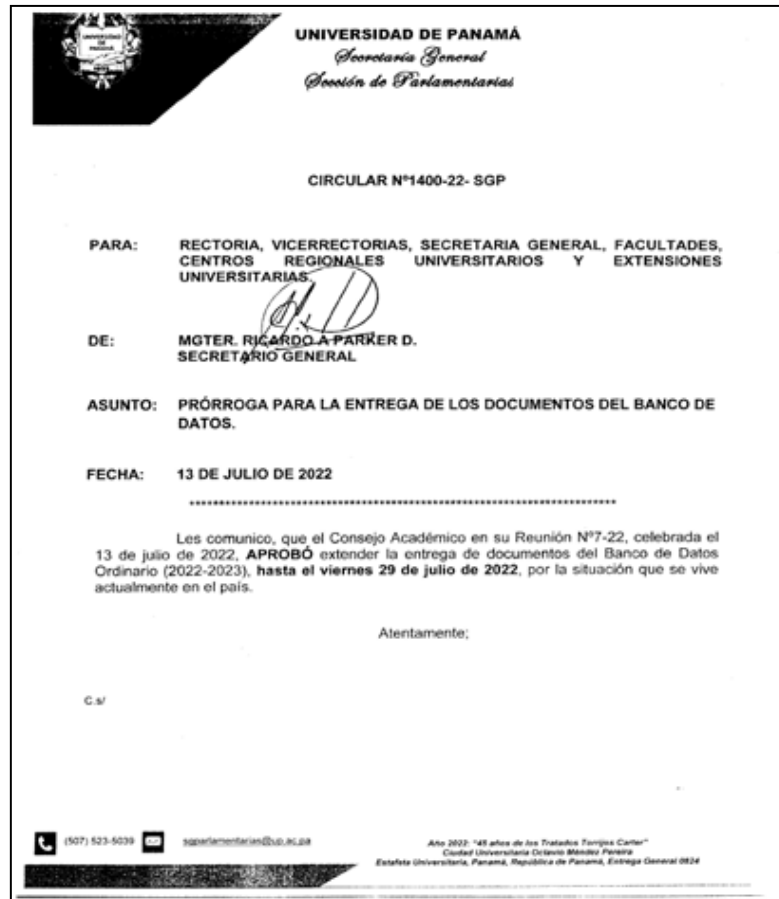 UNIVERSIDAD DE PANAMÁ
UNIVERSIDAD
DE
PANAMÁ
Secretaría General
Sección de Parlamentarias
CIRCULAR Nº1400-22- SGP
PARA: RECTORIA, VICERRECTORIAS, SECRETARIA GENERAL, FACULTADES,
CENTROS REGIONALES UNIVERSITARIOS Y EXTENSIONES
UNIVERSITARIAS.
DE: MGTER. RICARDO A PARKER D.
SECRETARIO GENERAL
ASUNTO: PRÓRROGA PARA LA ENTREGA DE LOS DOCUMENTOS DEL BANCO DE
DATOS.
FECHA: 13 DE JULIO DE 2022
Les comunico, que el Consejo Académico en su Reunión Nº7-22, celebrada el
13 de julio de 2022, APROBÓ extender la entrega de documentos del Banco de Datos
Ordinario (2022-2023), hasta el viernes 29 de julio de 2022, por la situación que se vive
actualmente en el país.
Atentamente;
C.s/
(507) 523-5039 sgparlamentarias@up.ac.pa
Año 2022: "45 años de los Tratados Torrijos Carter"
Ciudad Universitaria Octavio Méndez Pereira
Estafeta Universitaria, Panamá, República de Panamá, Entrega General 0824